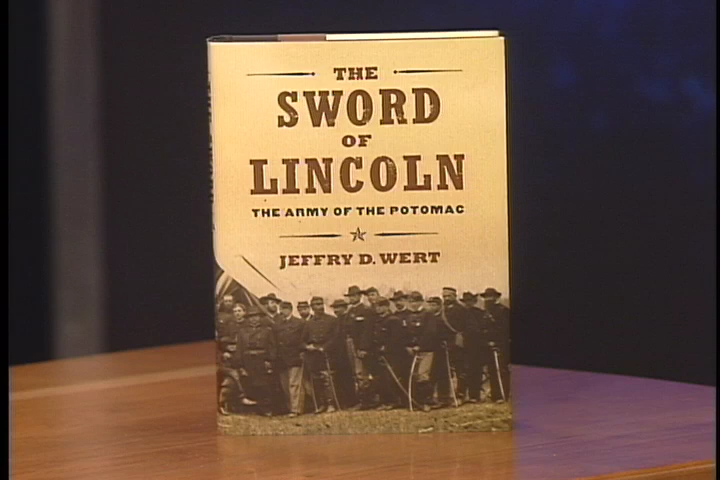 THE
SWORD
OF
LINCOLN
THE ARMY OF THE POTOMAC
JEFFRY D. WERT